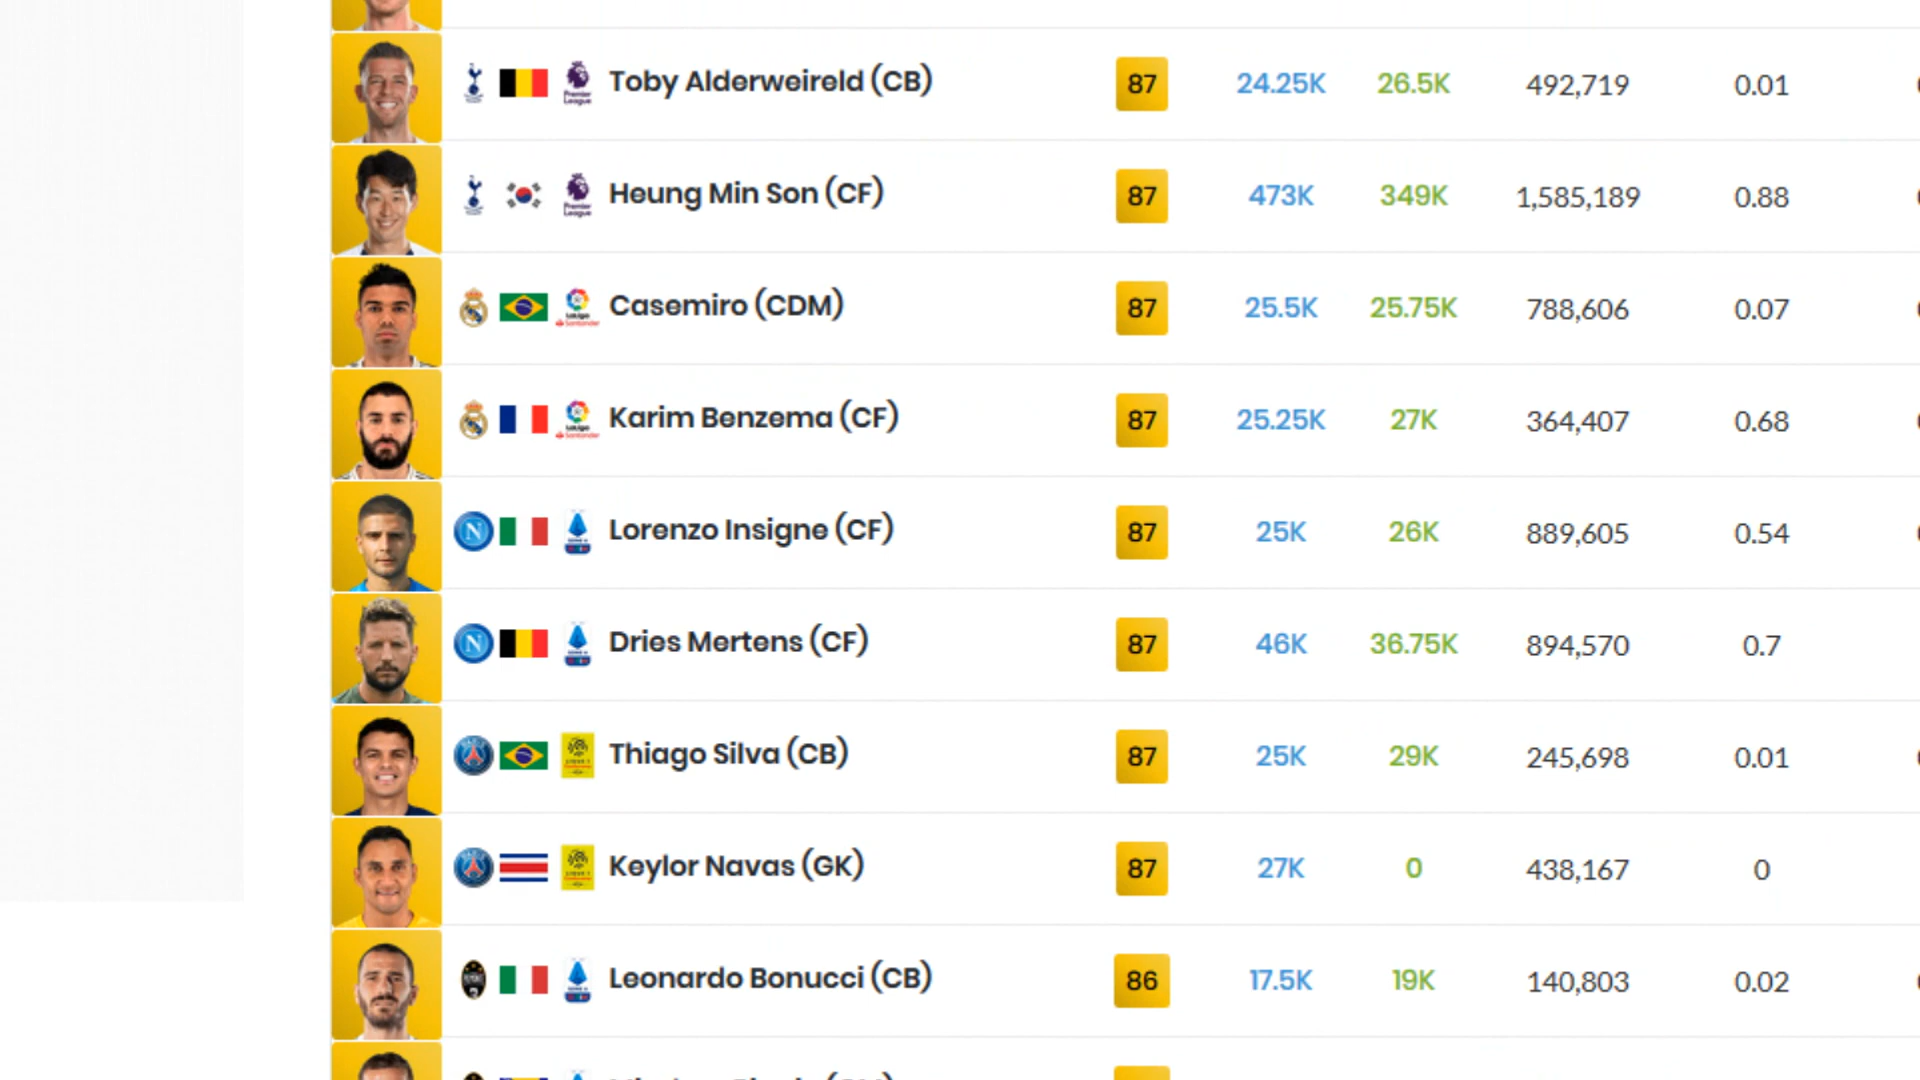 Toby Alderweireld (CB) 87 24.25K 26.5K 492,719 0.01
Heung Min Son (CF) 87 473K 349K 1,585,189 0.88
Casemiro (CDM) 87 25.5K 25.75K 788,606 0.07
Karim Benzema (CF) 87 25.25K 27K 364,407 0.68
Lorenzo Insigne (CF) 87 25K 26K 889,605 0.54
Dries Mertens (CF) 87 46K 36.75K 894,570 0.7
Thiago Silva (CB) 87 25K 29K 245,698 0.01
Keylor Navas (GK) 87 27K 0 438,167 0
Leonardo Bonucci (CB) 86 17.5K 19K 140,803 0.02